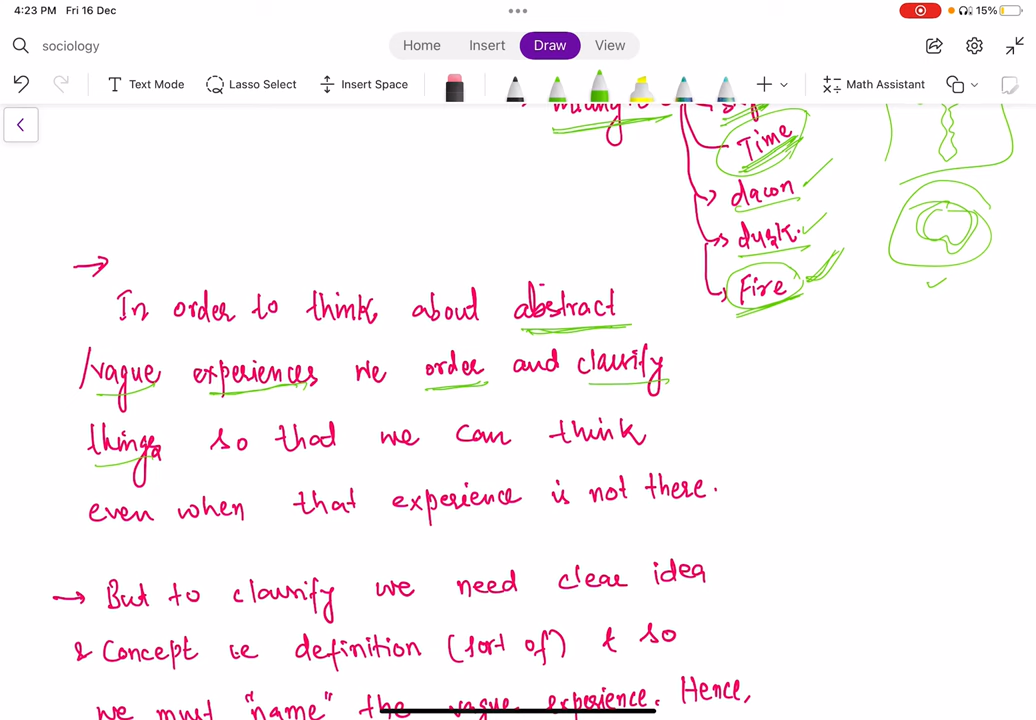 4:23 PM Fri 16 Dec
15%
sociology
Home Insert Draw View
Text Mode Lasso Select Insert Space Math Assistant
Time
dawn
dusk.
Fire
In order to think about abstract
/vague experiences we order and classify
things so that we can think
even when that experience is not there.
→ But to classify we need clear idea
& concept ie definition (sort of) & so
we must "name" the vague experience. Hence,